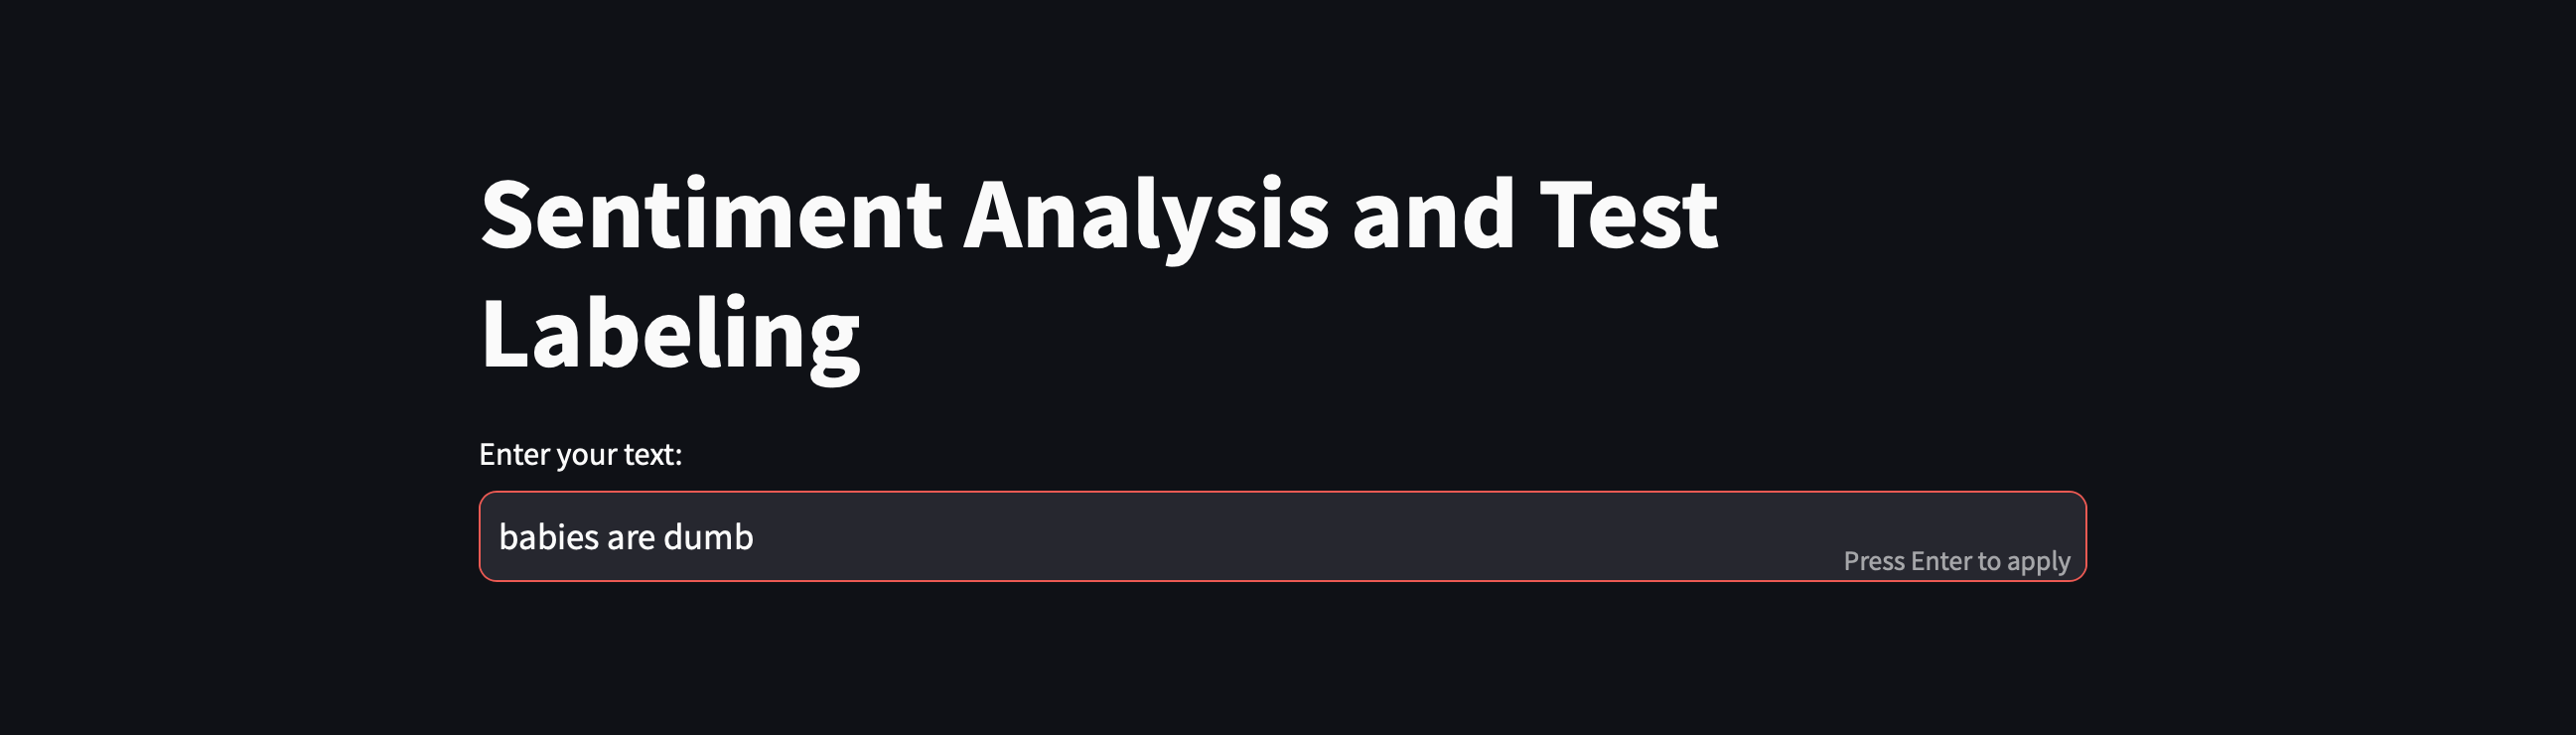 Sentiment Analysis and Test
Labeling
Enter your text:
babies are dumb
Press Enter to apply